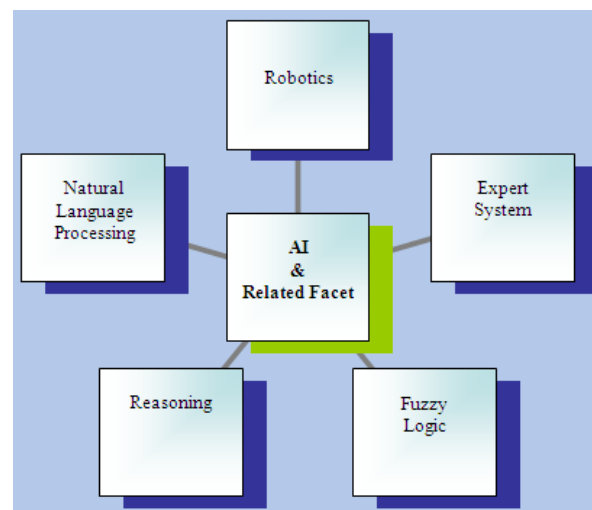 Robotics
Natural
Language
Processing
Expert
System
AI
&
Related Facet
Reasoning
Fuzzy
Logic